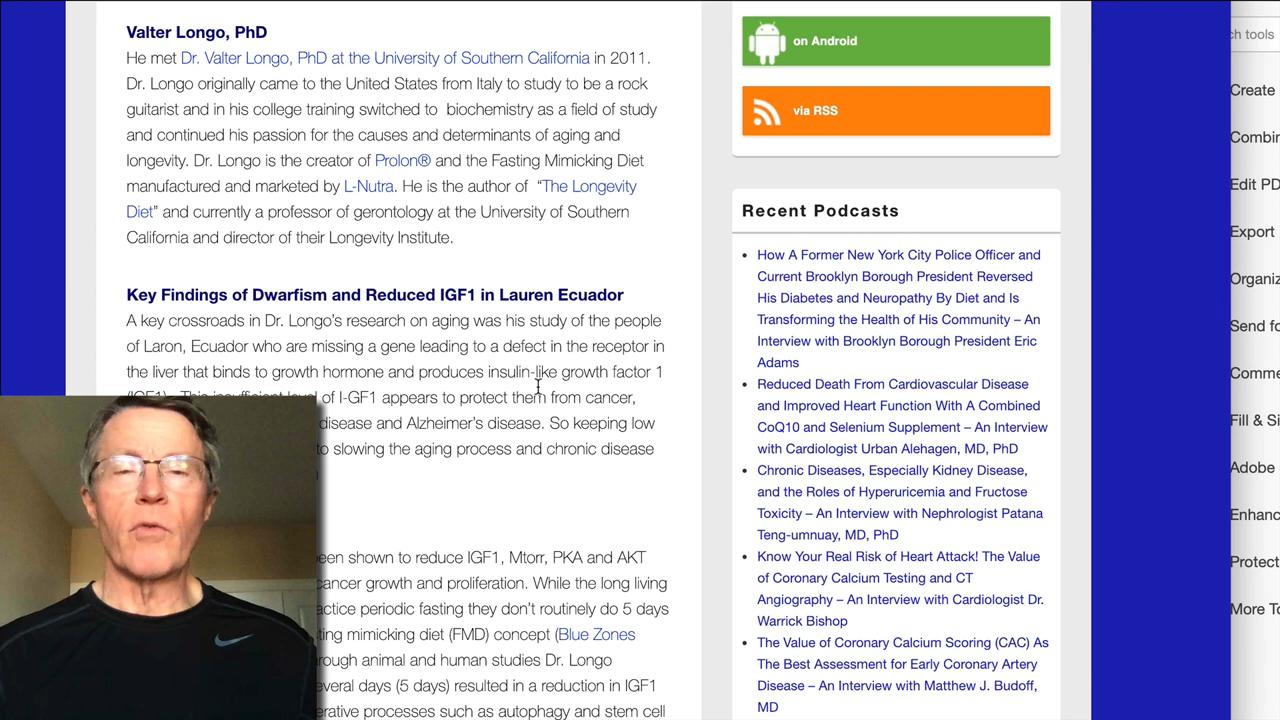 Valter Longo, PhD
He met Dr. Valter Longo, PhD at the University of Southern California in 2011.
Dr. Longo originally came to the United States from Italy to study to be a rock
guitarist and in his college training switched to biochemistry as a field of study
and continued his passion for the causes and determinants of aging and
longevity. Dr. Longo is the creator of Prolon® and the Fasting Mimicking Diet
manufactured and marketed by L-Nutra. He is the author of “The Longevity
Diet” and currently a professor of gerontology at the University of Southern
California and director of their Longevity Institute.
Key Findings of Dwarfism and Reduced IGF1 in Lauren Ecuador
A key crossroads in Dr. Longo’s research on aging was his study of the people
of Laron, Ecuador who are missing a gene leading to a defect in the receptor in
the liver that binds to growth hormone and produces insulin-like growth factor 1
of I-GF1 appears to protect them from cancer,
disease and Alzheimer’s disease. So keeping low
to slowing the aging process and chronic disease
been shown to reduce IGF1, Mtorr, PKA and AKT
cancer growth and proliferation. While the long living
practice periodic fasting they don’t routinely do 5 days
mimicking diet (FMD) concept (Blue Zones
through animal and human studies Dr. Longo
several days (5 days) resulted in a reduction in IGF1
processes such as autophagy and stem cell
on Android
via RSS
Recent Podcasts
• How A Former New York City Police Officer and
Current Brooklyn Borough President Reversed
His Diabetes and Neuropathy By Diet and Is
Transforming the Health of His Community – An
Interview with Brooklyn Borough President Eric
Adams
• Reduced Death From Cardiovascular Disease
and Improved Heart Function With A Combined
CoQ10 and Selenium Supplement – An Interview
with Cardiologist Urban Alehagen, MD, PhD
• Chronic Diseases, Especially Kidney Disease,
and the Roles of Hyperuricemia and Fructose
Toxicity – An Interview with Nephrologist Patana
Teng-umnuay, MD, PhD
• Know Your Real Risk of Heart Attack! The Value
of Coronary Calcium Testing and CT
Angiography – An Interview with Cardiologist Dr.
Warrick Bishop
• The Value of Coronary Calcium Scoring (CAC) As
The Best Assessment for Early Coronary Artery
Disease – An Interview with Matthew J. Budoff,
MD
ch tools
Create
Combin
Edit PD
Export
Organiz
Send fo
Comme
Fill & Si
Adobe
Enhanc
Protect
More To